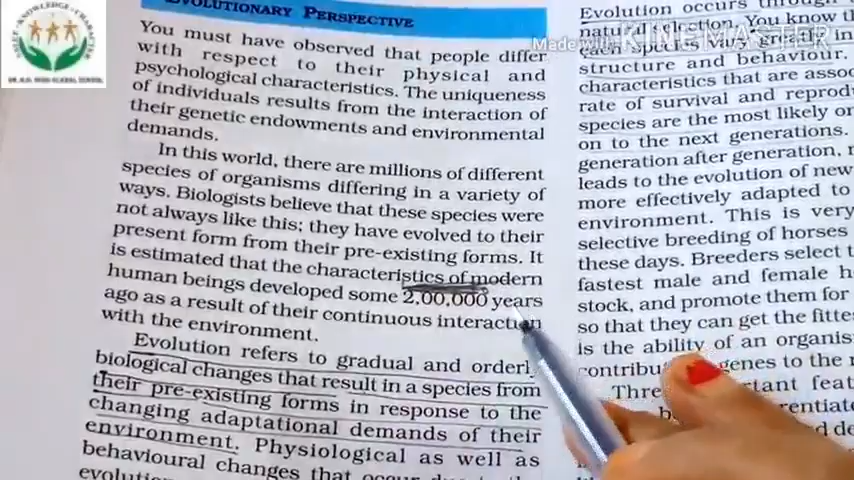 EVOLUTIONARY PERSPECTIVE
You must have observed that people differ
with respect to their physical and
psychological characteristics. The uniqueness
of individuals results from the interaction of
their genetic endowments and environmental
demands.
In this world, there are millions of different
species of organisms differing in a variety of
ways. Biologists believe that these species were
not always like this; they have evolved to their
present form from their pre-existing forms. It
is estimated that the characteristics of modern
human beings developed some 2,00,000 years
ago as a result of their continuous interaction
with the environment.
Evolution refers to gradual and orderly
biological changes that result in a species from
their pre-existing forms in response to the
changing adaptational demands of their
environment. Physiological as well as
behavioural changes that occur due to the
evolution
Evolution occurs through
natural selection. You know
each species vary greatly in
structure and behaviour.
characteristics that are
rate of survival and
species are the most likely
on to the next generations.
generation after generation,
leads to the evolution of new
more effectively adapted to
environment. This is very
selective breeding of horses
these days. Breeders select
fastest male and female
stock, and promote them for
so that they can get the
is the ability of an
genes to the
Made with KINEMASTER